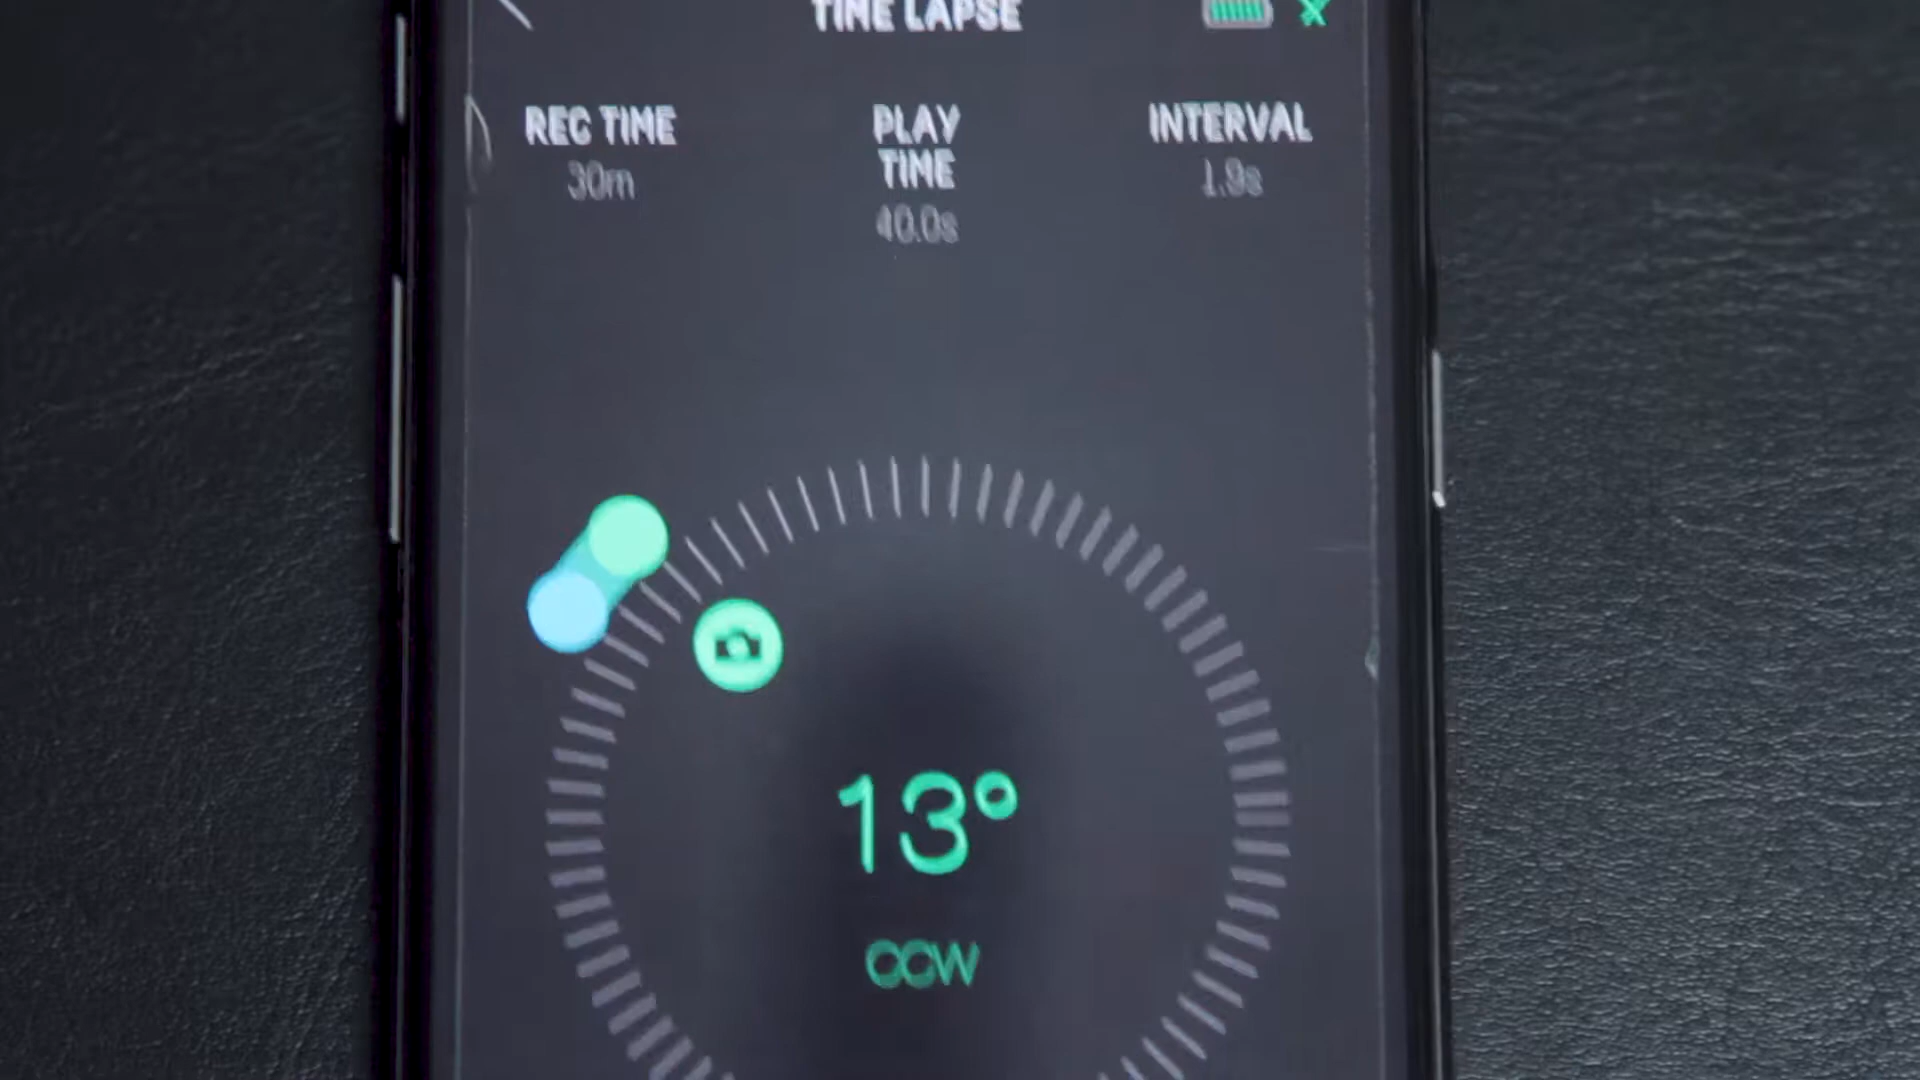 TIME LAPSE
REC TIME
30m
PLAY
TIME
40.0s
INTERVAL
1.9s
13°
CCW